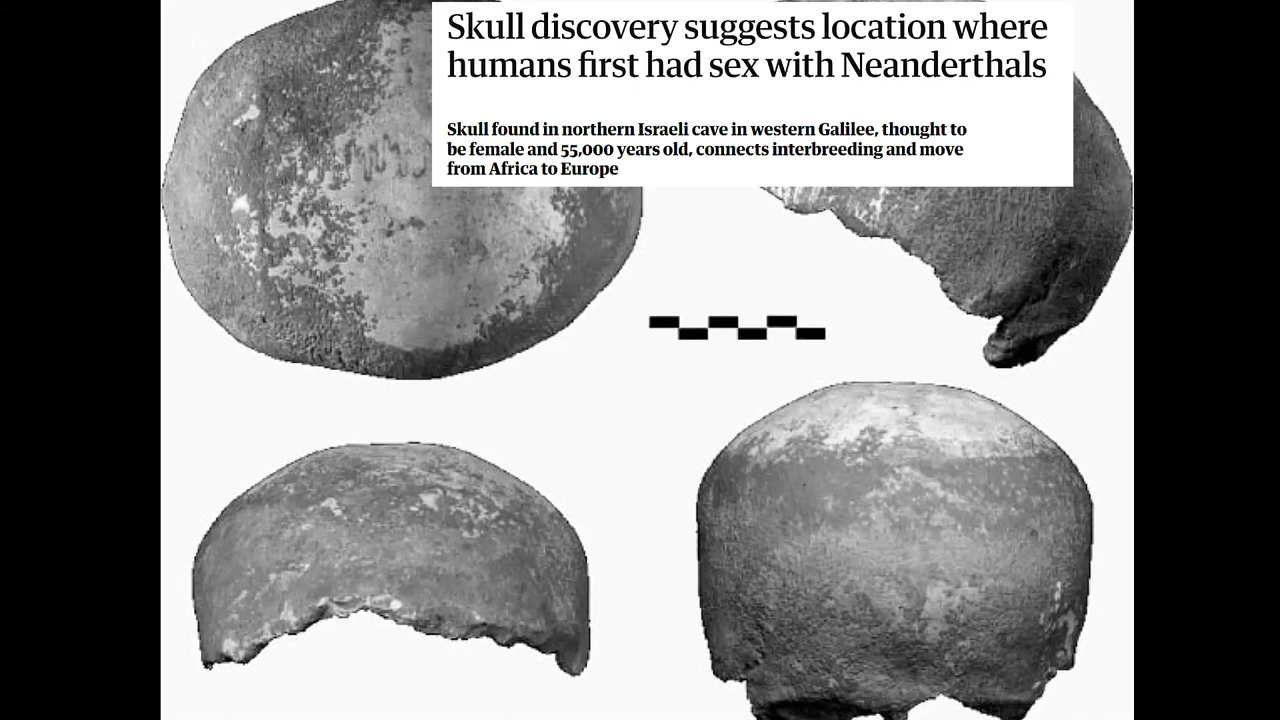 Skull discovery suggests location where
humans first had sex with Neanderthals
Skull found in northern Israeli cave in western Galilee, thought to
be female and 55,000 years old, connects interbreeding and move
from Africa to Europe